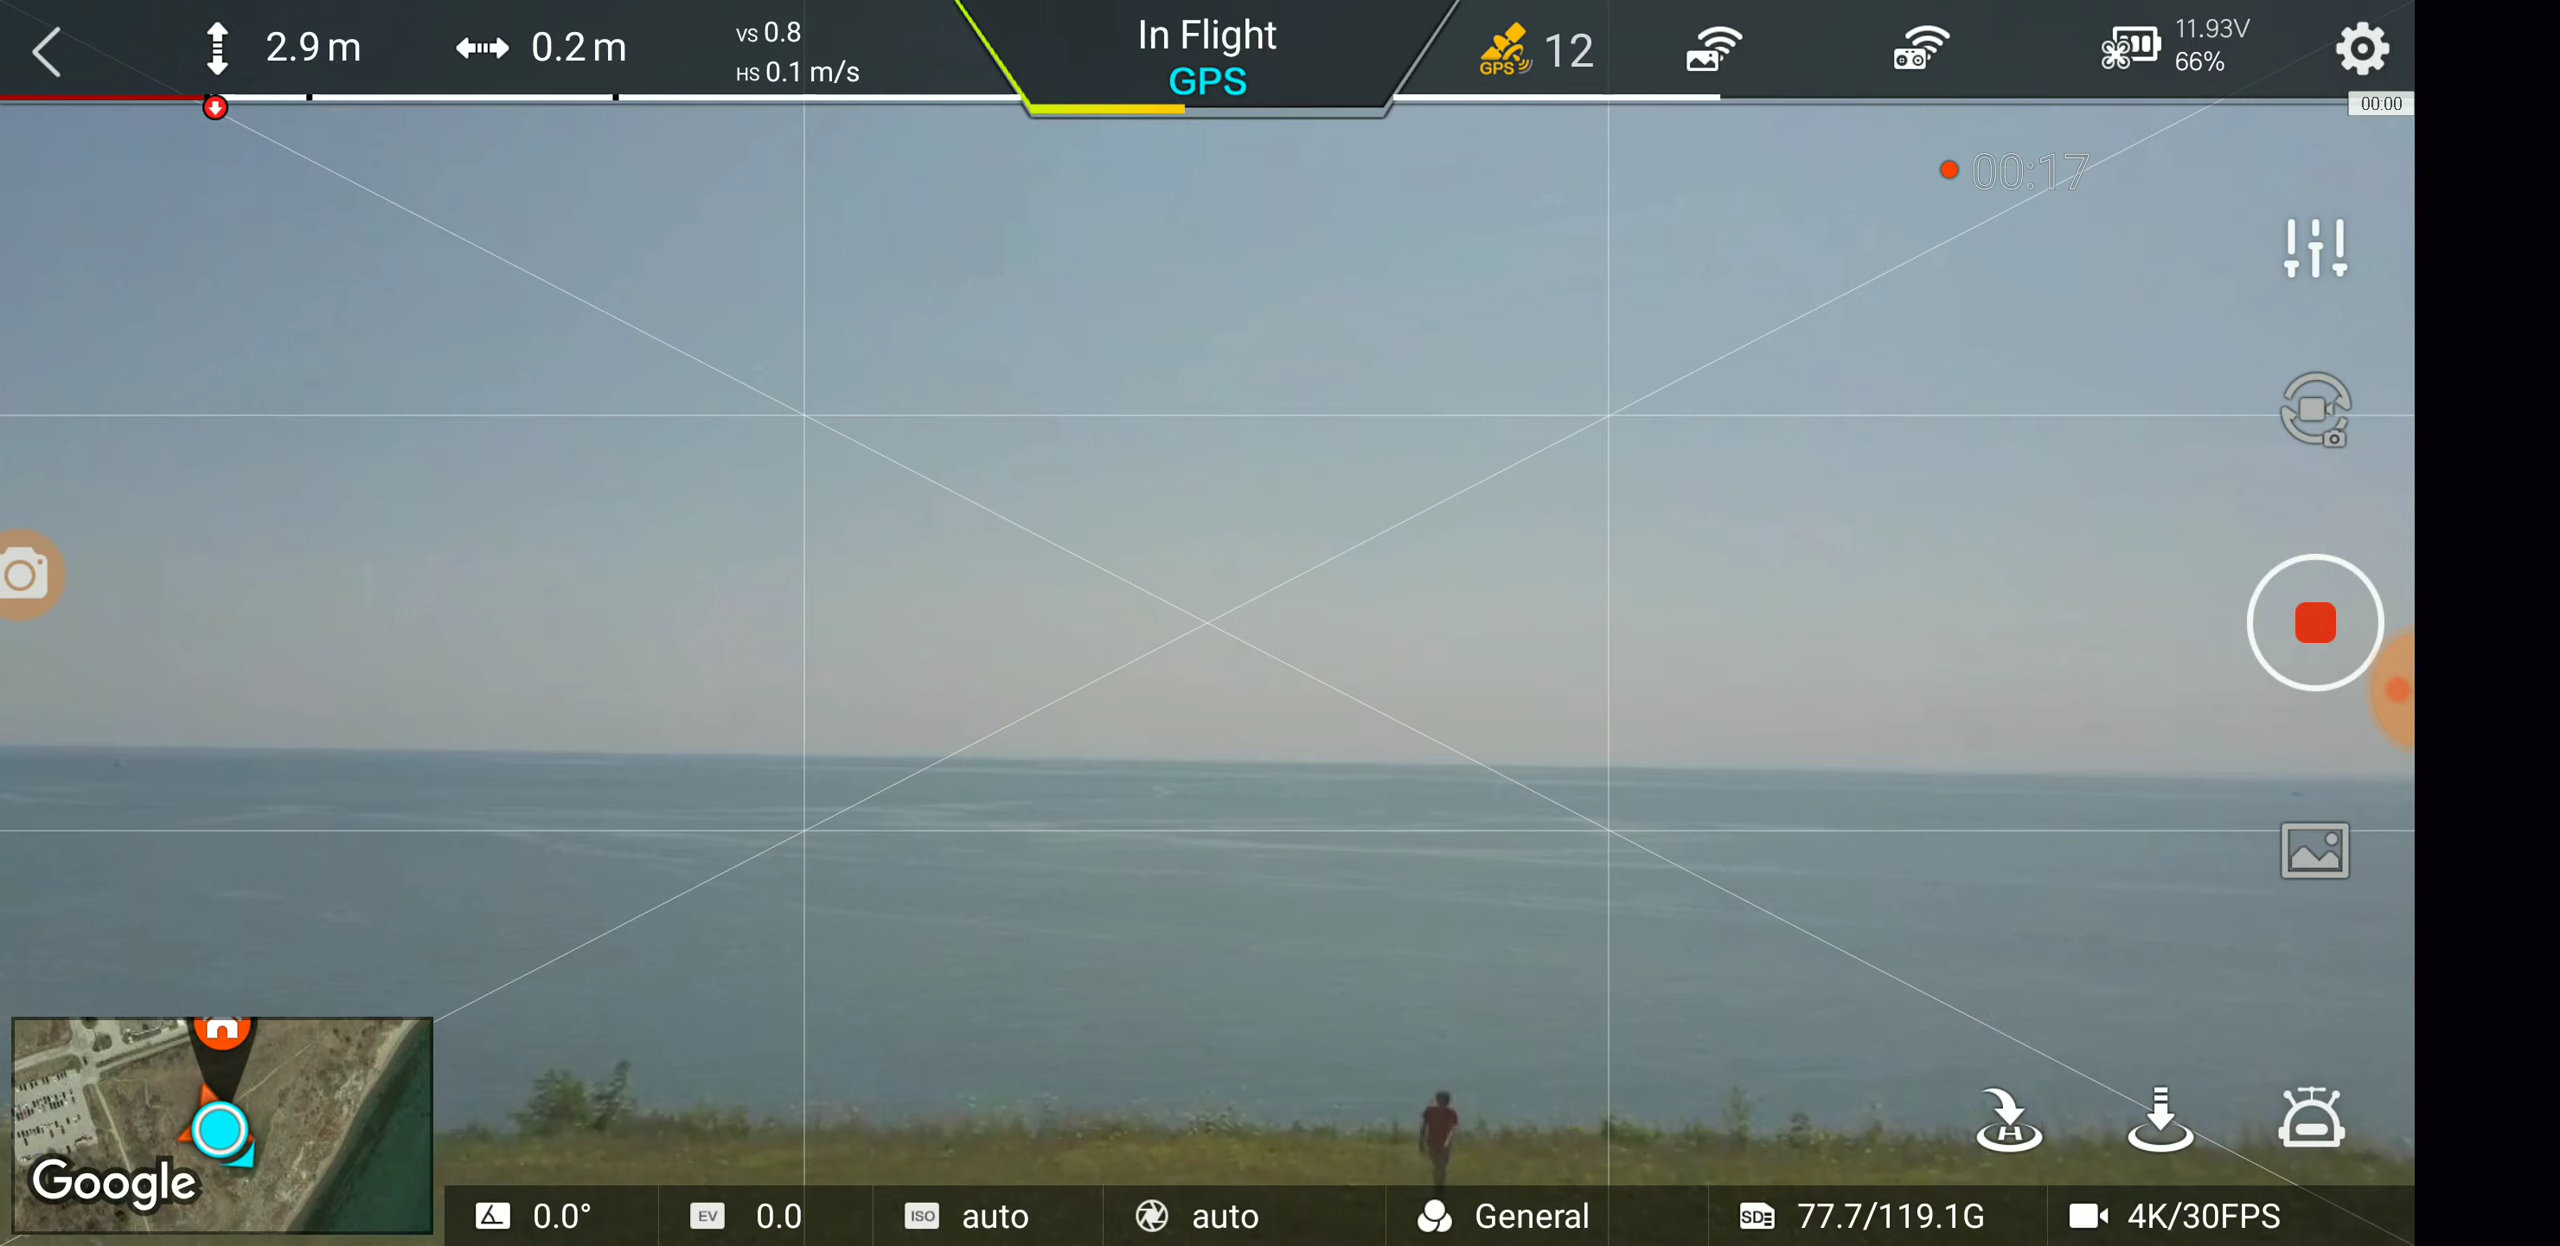 2.9 m
0.2 m
VS 0.8
HS 0.1 m/s
In Flight
GPS
GPS
12
11.93V
66%
00:00
00:17
Google
0.0°
EV 0.0
ISO auto
auto
General
SD 77.7/119.1G
4K/30FPS